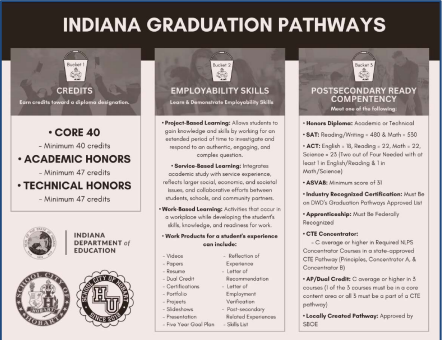 INDIANA GRADUATION PATHWAYS
Bucket 1
CREDITS
Earn credits toward a diploma designation.
• CORE 40
- Minimum 40 credits
• ACADEMIC HONORS
- Minimum 47 credits
• TECHNICAL HONORS
- Minimum 47 credits
INDIANA
DEPARTMENT of
EDUCATION
SCHOOL CITY
HOBART
SCHOOL CITY OF HOBART
HU
Bucket 2
EMPLOYABILITY SKILLS
Learn & Demonstrate Employability Skills
• Project-Based Learning: Allows students to
gain knowledge and skills by working for an
extended period of time to investigate and
respond to an authentic, engaging, and
complex question.
• Service-Based Learning: Integrates
academic study with service experience,
reflects larger social, economic, and societal
issues, and collaborative efforts between
students, schools, and community partners.
• Work-Based Learning: Activities that occur in
a workplace while developing the student's
skills, knowledge, and readiness for work.
• Work Products for a student's experience
can include:
- Videos
- Papers
- Resume
- Dual Credit
- Certifications
- Portfolio
- Projects
- Slideshows
- Presentation
- Five Year Goal Plan
- Reflection of
Experience
- Letter of
Recommendation
- Letter of
Employment
Verification
- Post-secondary
Related Experiences
- Skills List
Bucket 3
POSTSECONDARY READY
COMPETENCY
Meet one of the following:
• Honors Diploma: Academic or Technical
• SAT: Reading/Writing = 480 & Math = 530
• ACT: English = 18, Reading = 22, Math = 22,
Science = 23 (Two out of Four Needed with at
least 1 in English/Reading & 1 in
Math/Science)
• ASVAB: Minimum score of 31
• Industry Recognized Certification: Must Be
on DWD's Graduation Pathways Approved List
• Apprenticeship: Must Be Federally
Recognized
• CTE Concentrator:
- C average or higher in Required NLPS
Concentrator Courses in a state-approved
CTE Pathway (Principles, Concentrator A, &
Concentrator B)
• AP/Dual Credit: C average or higher in 3
courses (1 of the 3 courses must be in a core
content area or all 3 must be a part of a CTE
pathway)
• Locally Created Pathway: Approved by
SBOE